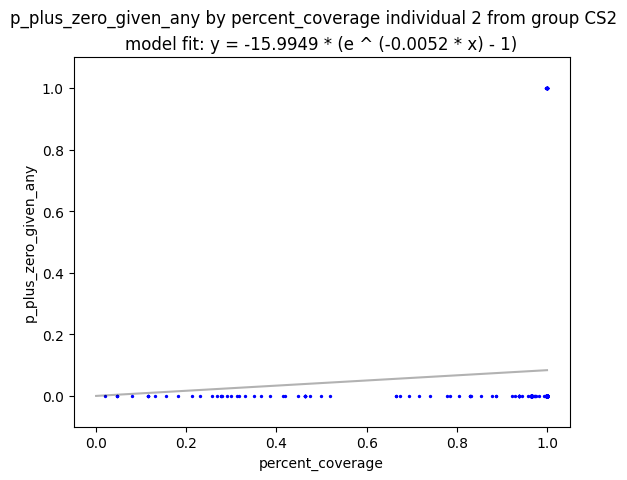 p_plus_zero_given_any by percent_coverage individual 2 from group CS2
model fit: y = -15.9949 * (e ^ (-0.0052 * x) - 1)
1.0
0.8
0.6
0.4
0.2
0.0
p_plus_zero_given_any
0.0 0.2 0.4 0.6 0.8 1.0
percent_coverage